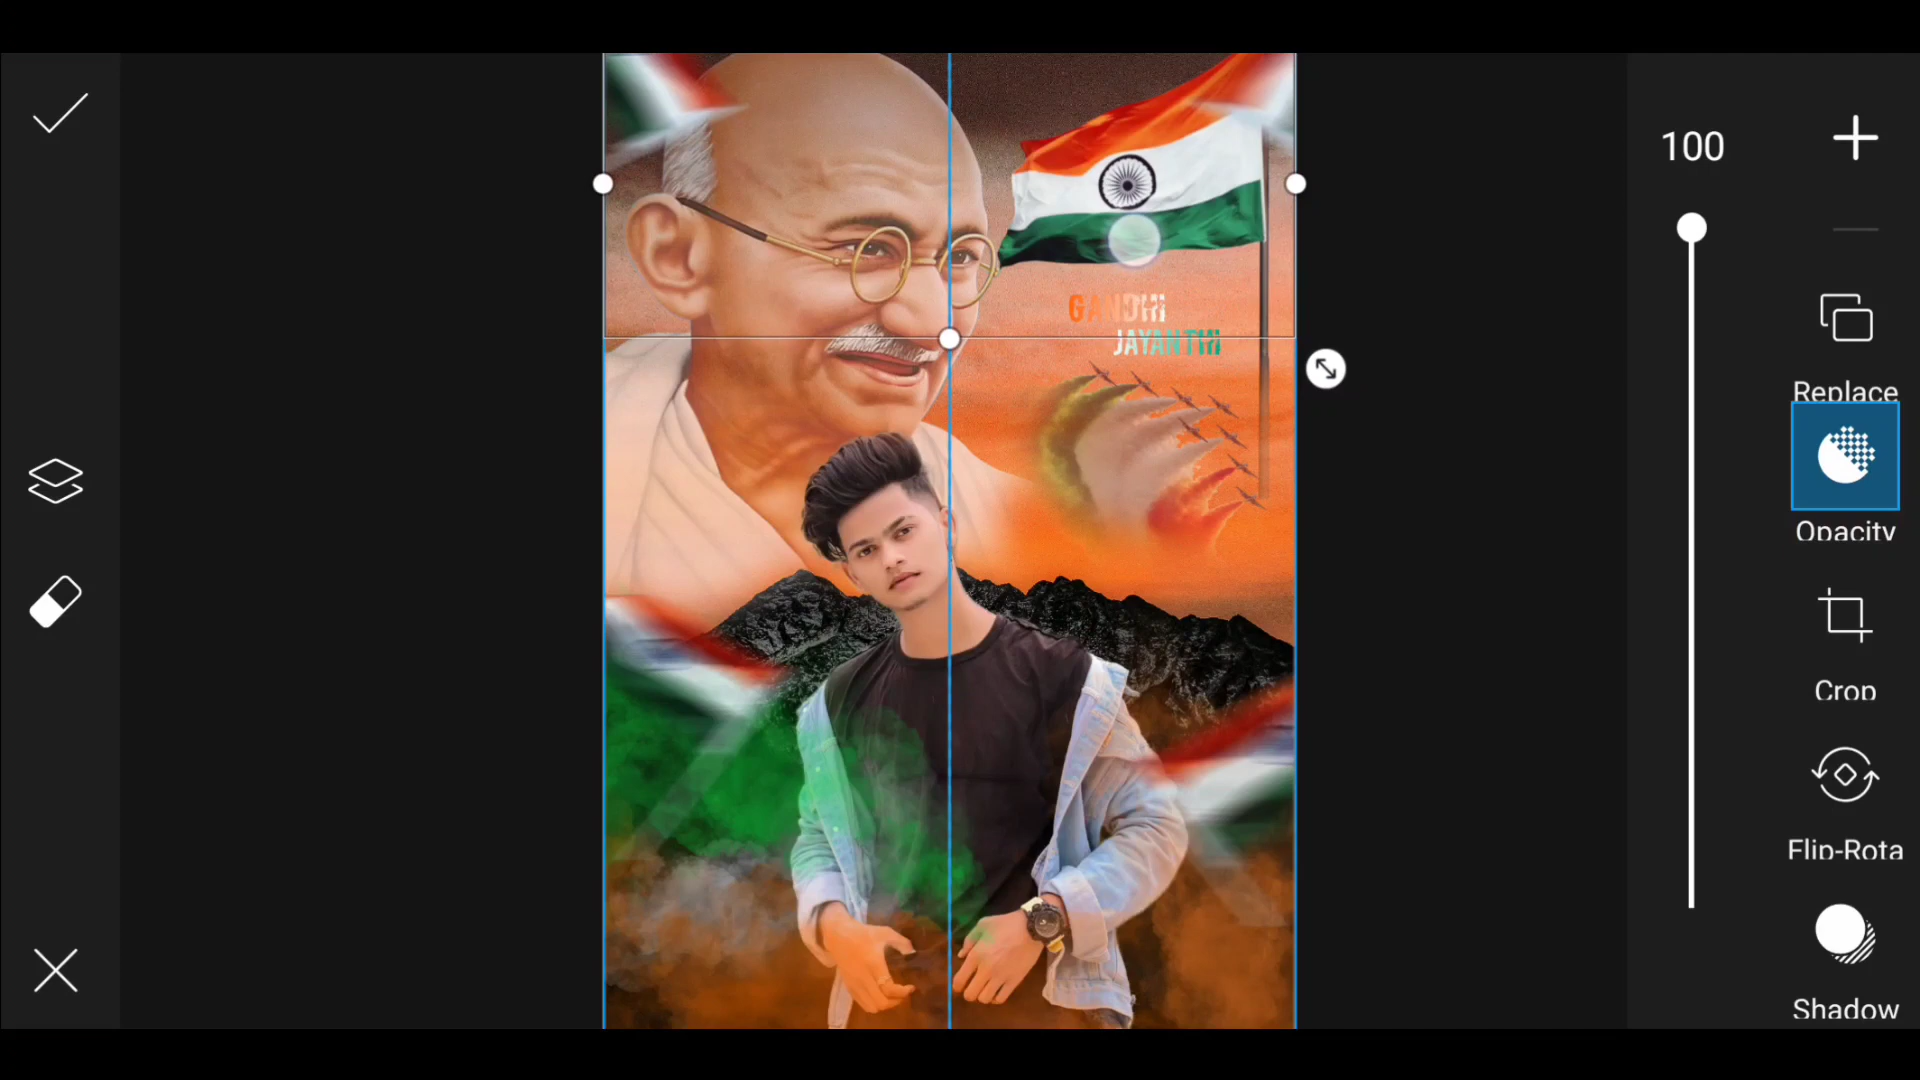 100
GANDHI
JAYANTHI
Replace
Opacity
Crop
Flip-Rota
Shadow